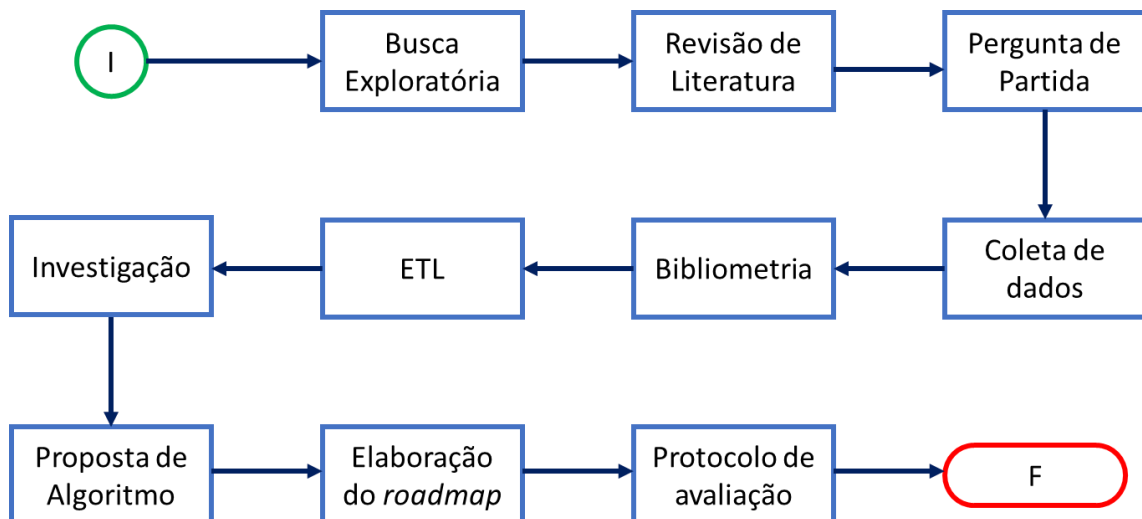 I
Busca
Exploratória
Revisão de
Literatura
Pergunta de
Partida
Investigação
ETL
Bibliometria
Coleta de
dados
Proposta de
Algoritmo
Elaboração
do roadmap
Protocolo de
avaliação
F